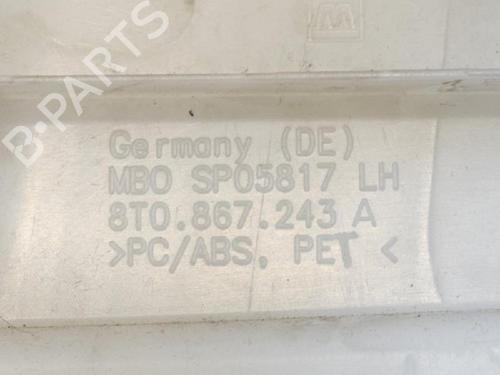 B-PARTS
Germany (DE)
MBO SP05817 LH
8T0.867.243 A
>PC/ABS, PET <